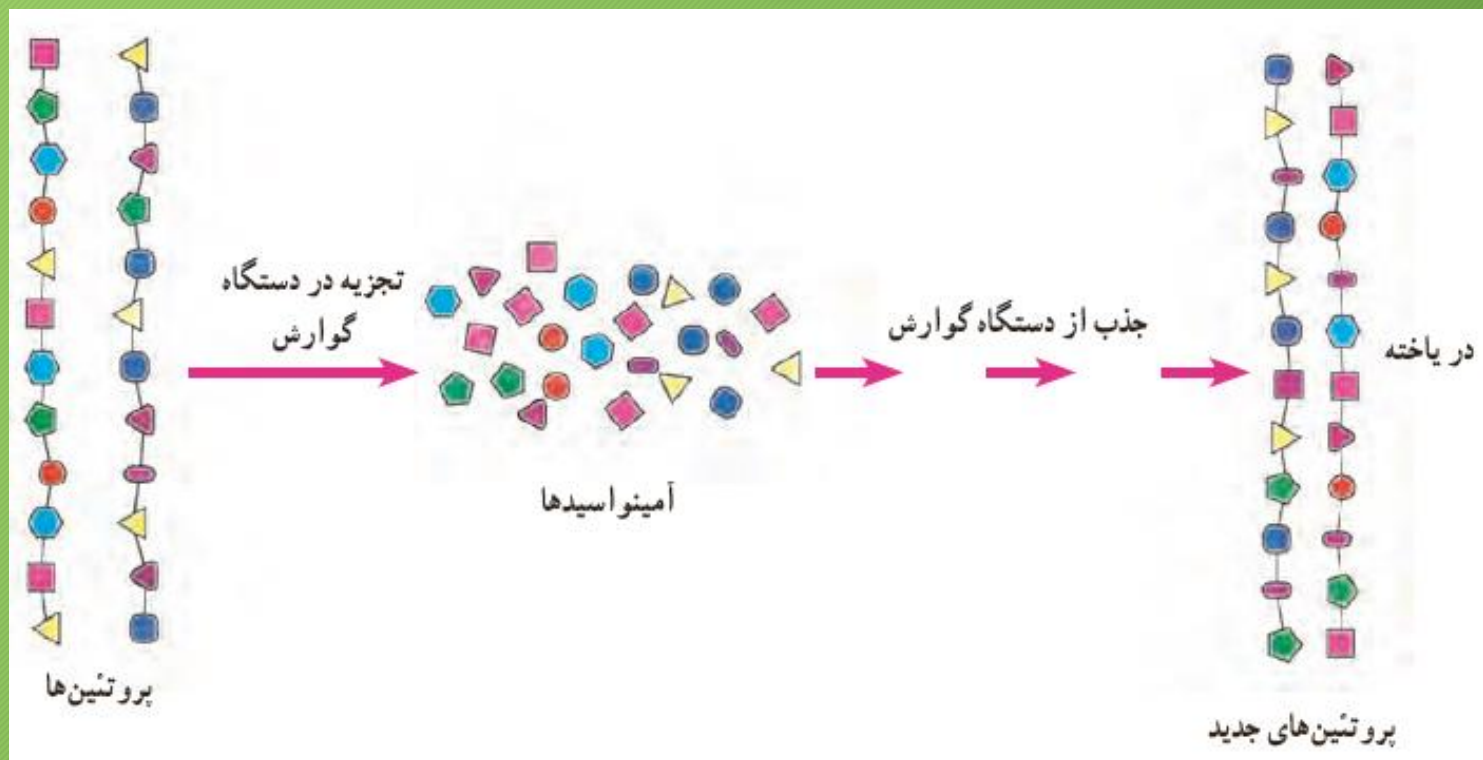 تجزیه در دستگاه
گوارش
جذب از دستگاه گوارش
در یاخته
آمینواسیدها
پروتئین‌ها
پروتئین‌های جدید